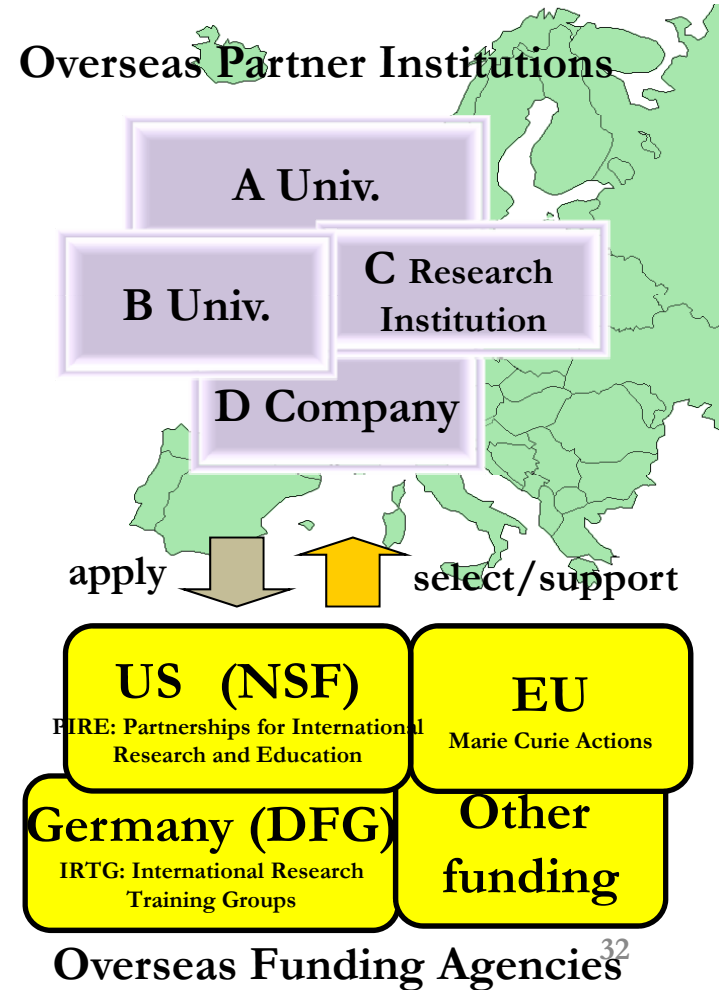 Overseas Partner Institutions
A Univ.
C Research
Institution
B Univ.
D Company
apply
select/support
US (NSF)
PIRE: Partnerships for International
Research and Education
EU
Marie Curie Actions
Germany (DFG)
IRTG: International Research
Training Groups
Other
funding
32
Overseas Funding Agencies